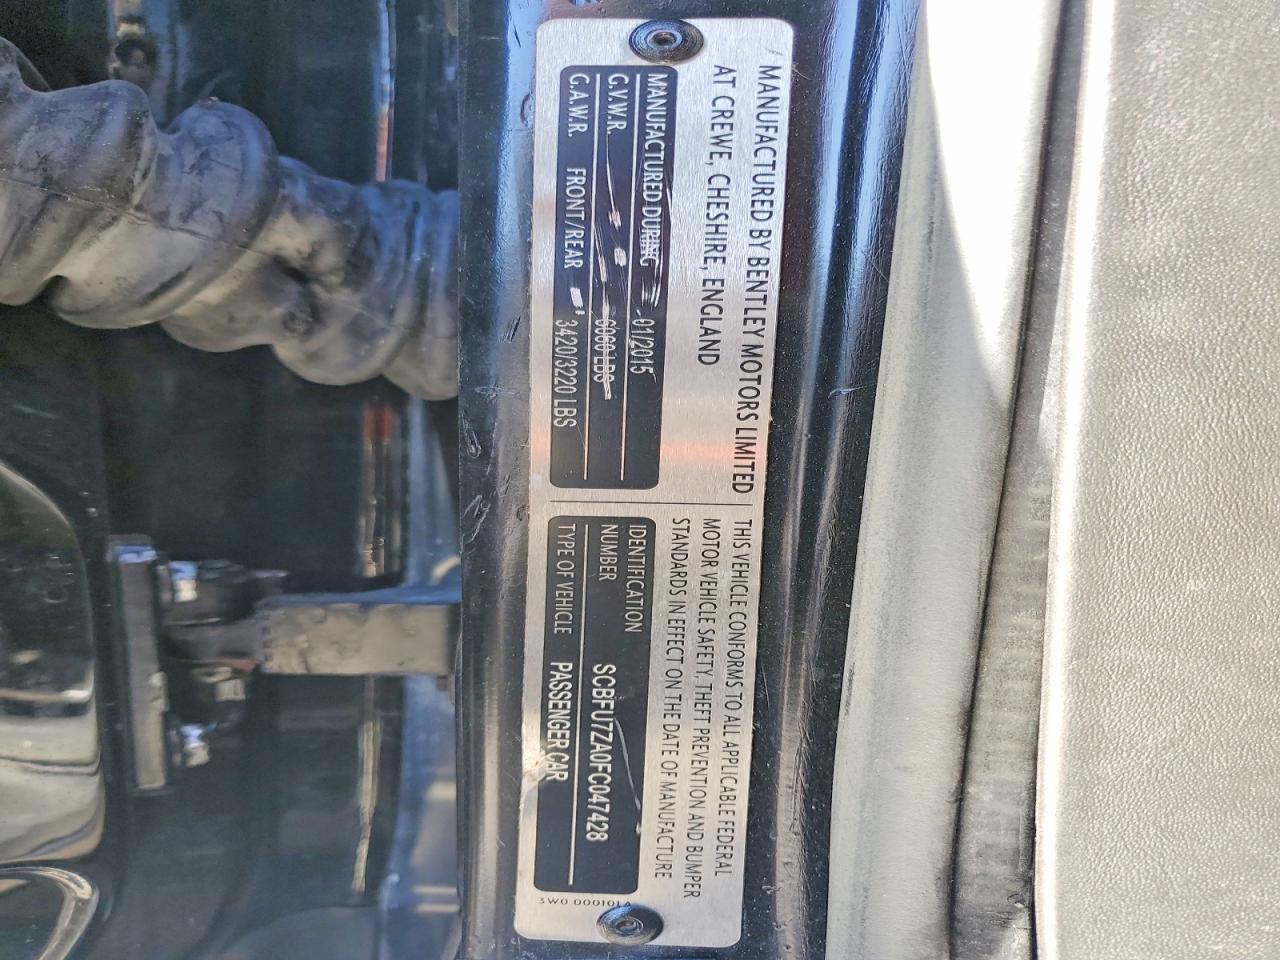 MANUFACTURED BY BENTLEY MOTORS LIMITED
AT CREWE, CHESHIRE, ENGLAND
MANUFACTURED DURING 01/2015
G.V.W.R. 6060 LBS
G.A.W.R. FRONT/REAR 3420/3220 LBS
THIS VEHICLE CONFORMS TO ALL APPLICABLE FEDERAL
MOTOR VEHICLE SAFETY, THEFT PREVENTION AND BUMPER
STANDARDS IN EFFECT ON THE DATE OF MANUFACTURE
IDENTIFICATION
NUMBER SCBFU7ZA0FC047428
TYPE OF VEHICLE PASSENGER CAR